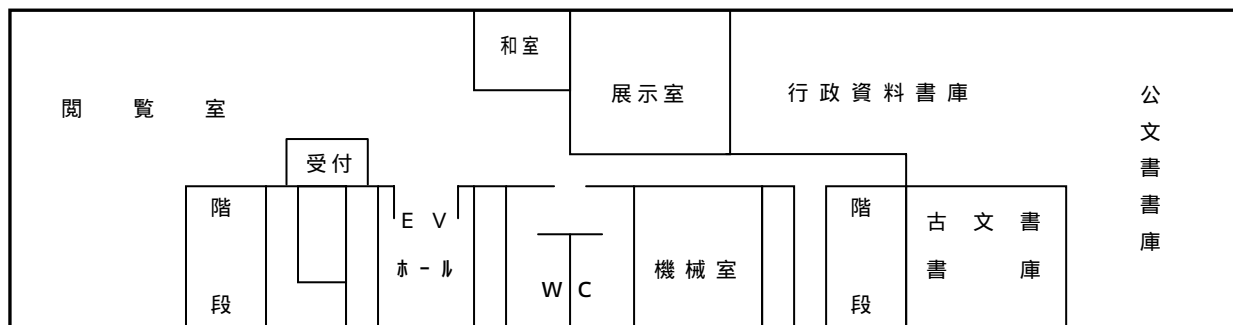 和室
展示室
行政資料書庫
公文書書庫
閲覧室
受付
階段
EV
ﾎｰﾙ
WC
機械室
階段
古文書
書庫